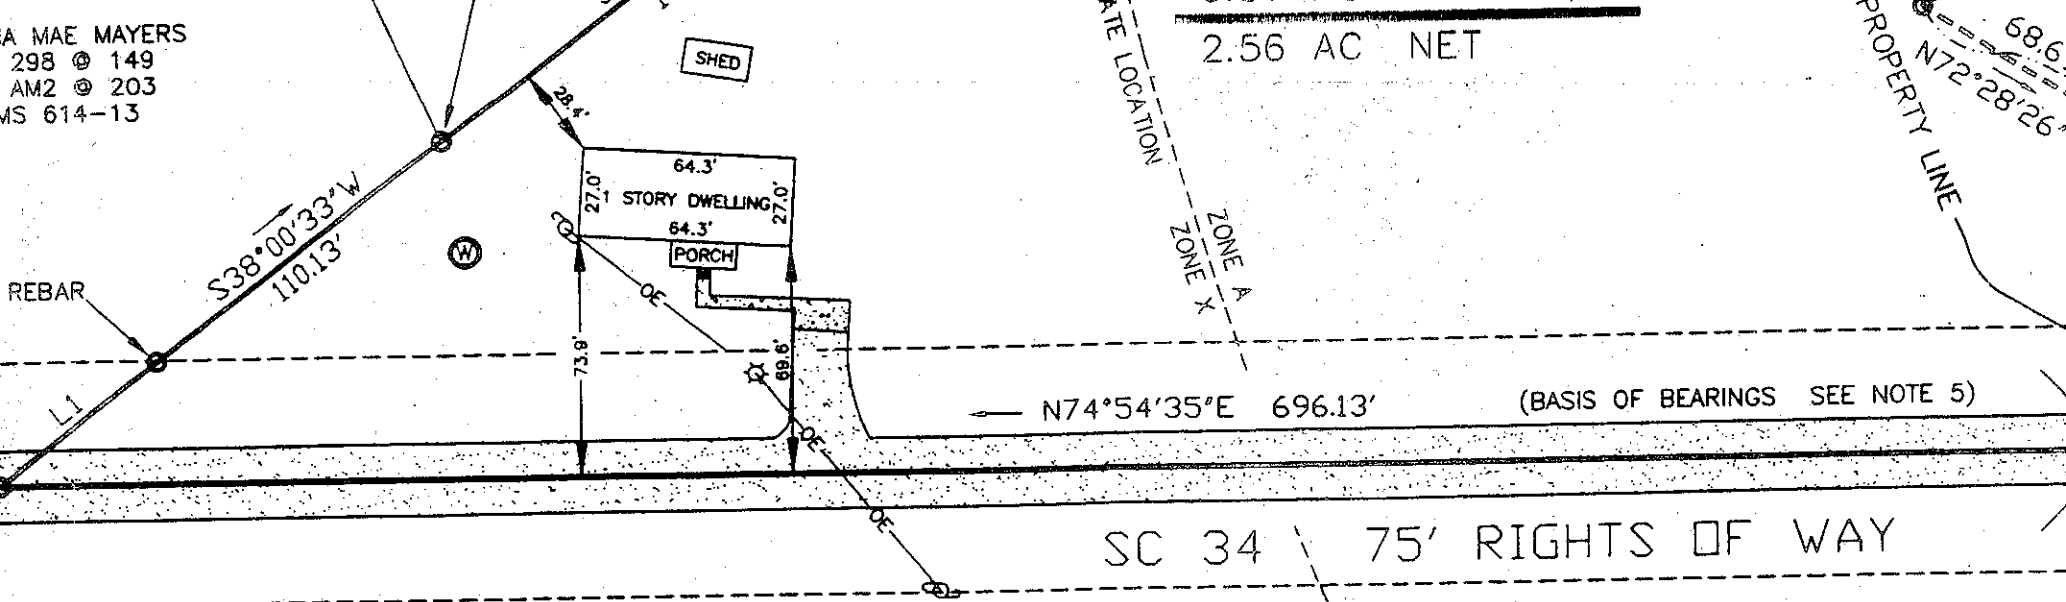 MAE MAYERS
298 @ 149
AM2 @ 203
614-13
SHED
28.4'
2.56 AC NET
LOCATION
PROPERTY LINE
N72°28'26"
64.3'
27.0'
1 STORY DWELLING
27.0'
64.3'
PORCH
W
S38°00'33"W
110.13'
REBAR
OE
ZONE A
ZONE X
73.9'
69.6'
L1
N74°54'35"E 696.13'
(BASIS OF BEARINGS SEE NOTE 5)
OE
OE
SC 34
75' RIGHTS OF WAY